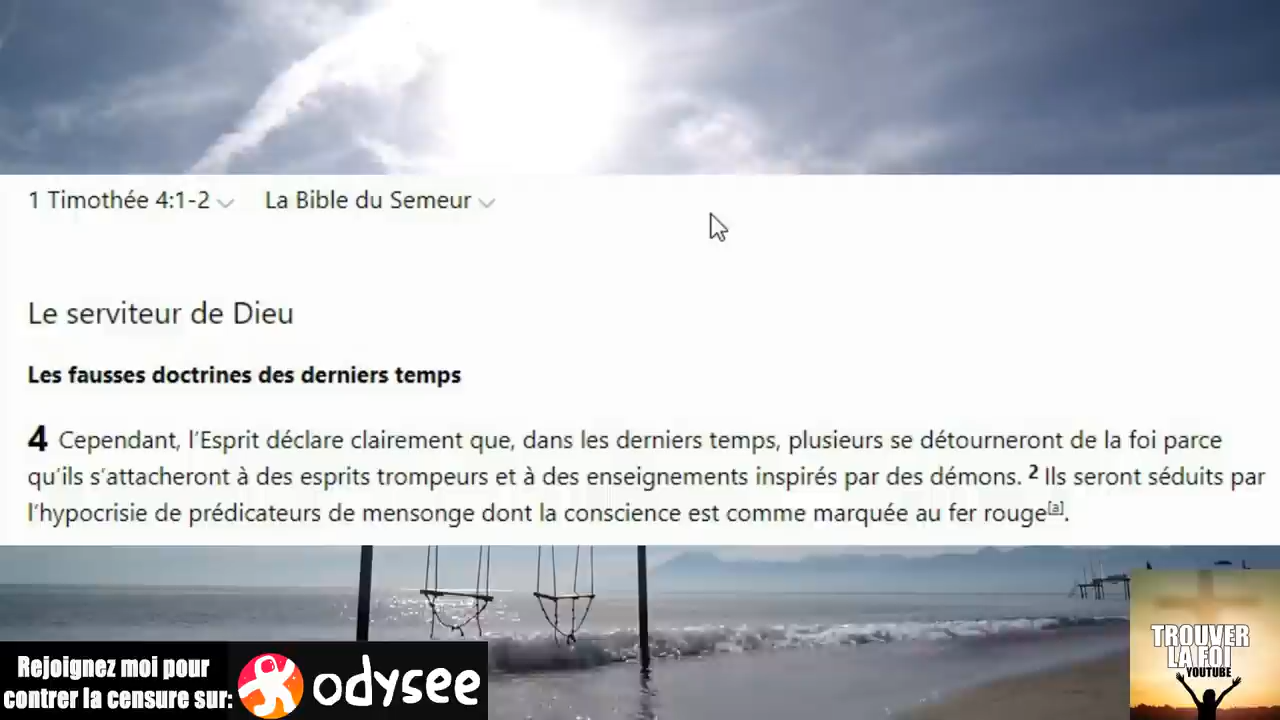 1 Timothée 4:1-2 La Bible du Semeur
Le serviteur de Dieu
Les fausses doctrines des derniers temps
4 Cependant, l'Esprit déclare clairement que, dans les derniers temps, plusieurs se détourneront de la foi parce
qu'ils s'attacheront à des esprits trompeurs et à des enseignements inspirés par des démons. 2 Ils seront séduits par
l'hypocrisie de prédicateurs de mensonge dont la conscience est comme marquée au fer rouge[a].
Rejoignez moi pour
contrer la censure sur:
odysee
TROUVER
LA FOI
YOUTUBE